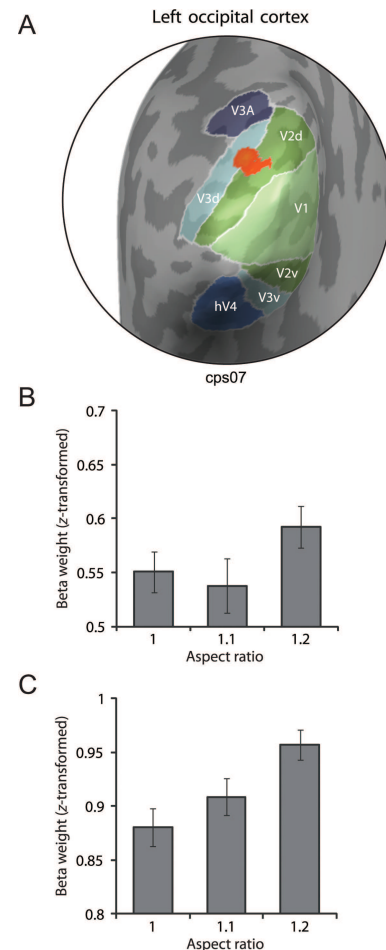 A
Left occipital cortex
V3A
V2d
V3d
V1
V2v
V3v
hV4
cps07
B
Beta weight (z-transformed)
0.7
0.65
0.6
0.55
0.5
1 1.1 1.2
Aspect ratio
C
Beta weight (z-transformed)
1
0.95
0.9
0.85
0.8
1 1.1 1.2
Aspect ratio